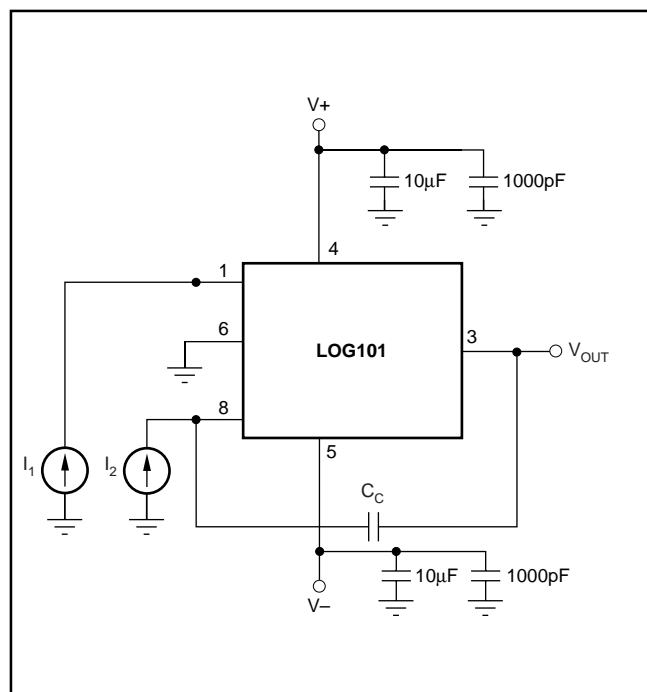 V+
10µF
1000pF
4
1
6
LOG101
3
V_OUT
8
5
I_1
I_2
C_C
10µF
1000pF
V–